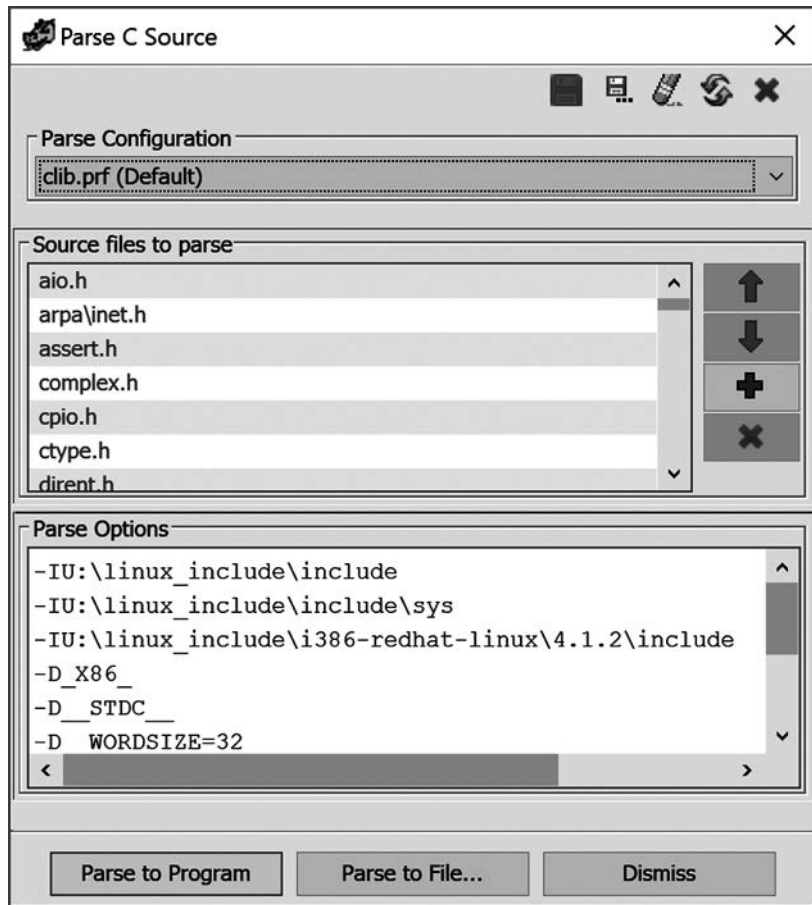 Parse C Source
Parse Configuration
clib.prf (Default)
Source files to parse
aio.h
arpa\inet.h
assert.h
complex.h
cpio.h
ctype.h
dirent.h
Parse Options
-IU:\linux_include\include
-IU:\linux_include\include\sys
-IU:\linux_include\i386-redhat-linux\4.1.2\include
-D_X86_
-D__STDC__
-D__WORDSIZE=32
Parse to Program
Parse to File...
Dismiss